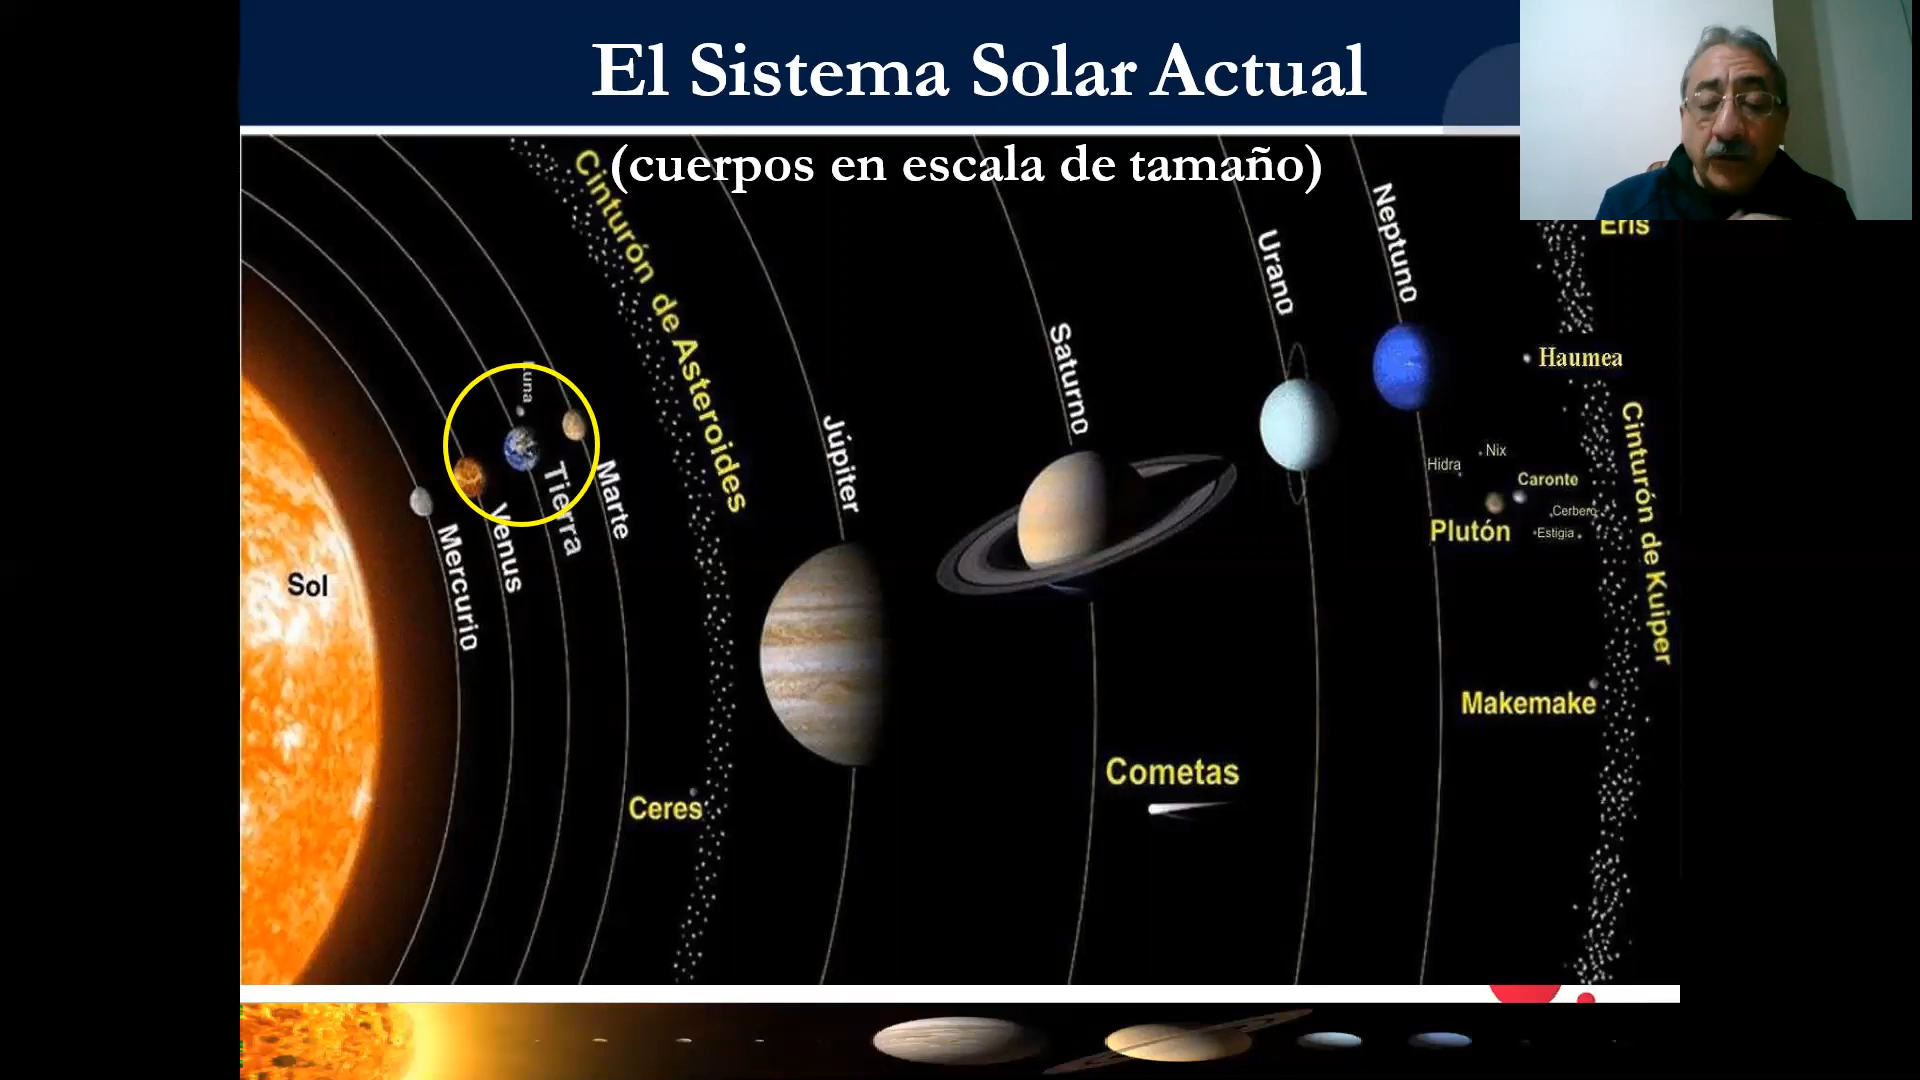 El Sistema Solar Actual
(cuerpos en escala de tamaño)
Cinturón de Asteroides
Neptuno
Urano
Eris
Saturno
Haumea
Luna
Júpiter
Cinturón de Kuiper
Nix
Hidra
Caronte
Marte
Tierra
Venus
Cerbero
Plutón
Estigia
Mercurio
Sol
Makemake
Cometas
Ceres